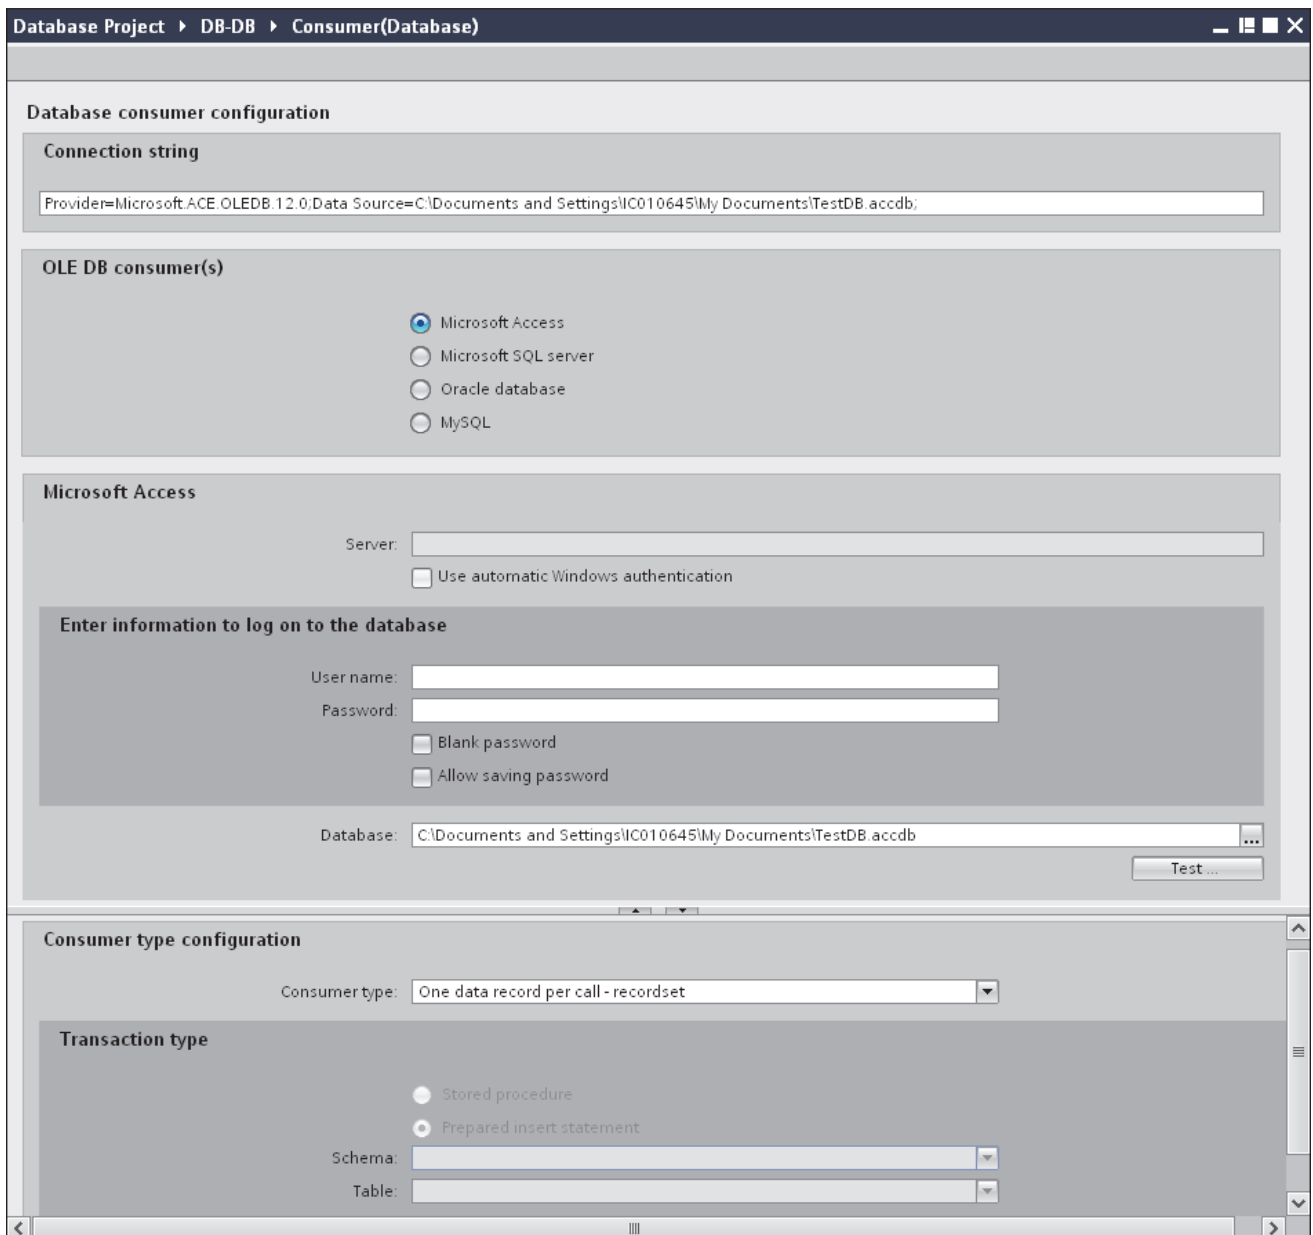 Database Project ▸ DB-DB ▸ Consumer(Database)
Database consumer configuration
Connection string
Provider=Microsoft.ACE.OLEDB.12.0;Data Source=C:\Documents and Settings\IC010645\My Documents\TestDB.accdb;
OLE DB consumer(s)
Microsoft Access
Microsoft SQL server
Oracle database
MySQL
Microsoft Access
Server:
Use automatic Windows authentication
Enter information to log on to the database
User name:
Password:
Blank password
Allow saving password
Database: C:\Documents and Settings\IC010645\My Documents\TestDB.accdb ...
Test ...
Consumer type configuration
Consumer type: One data record per call - recordset
Transaction type
Stored procedure
Prepared insert statement
Schema:
Table: